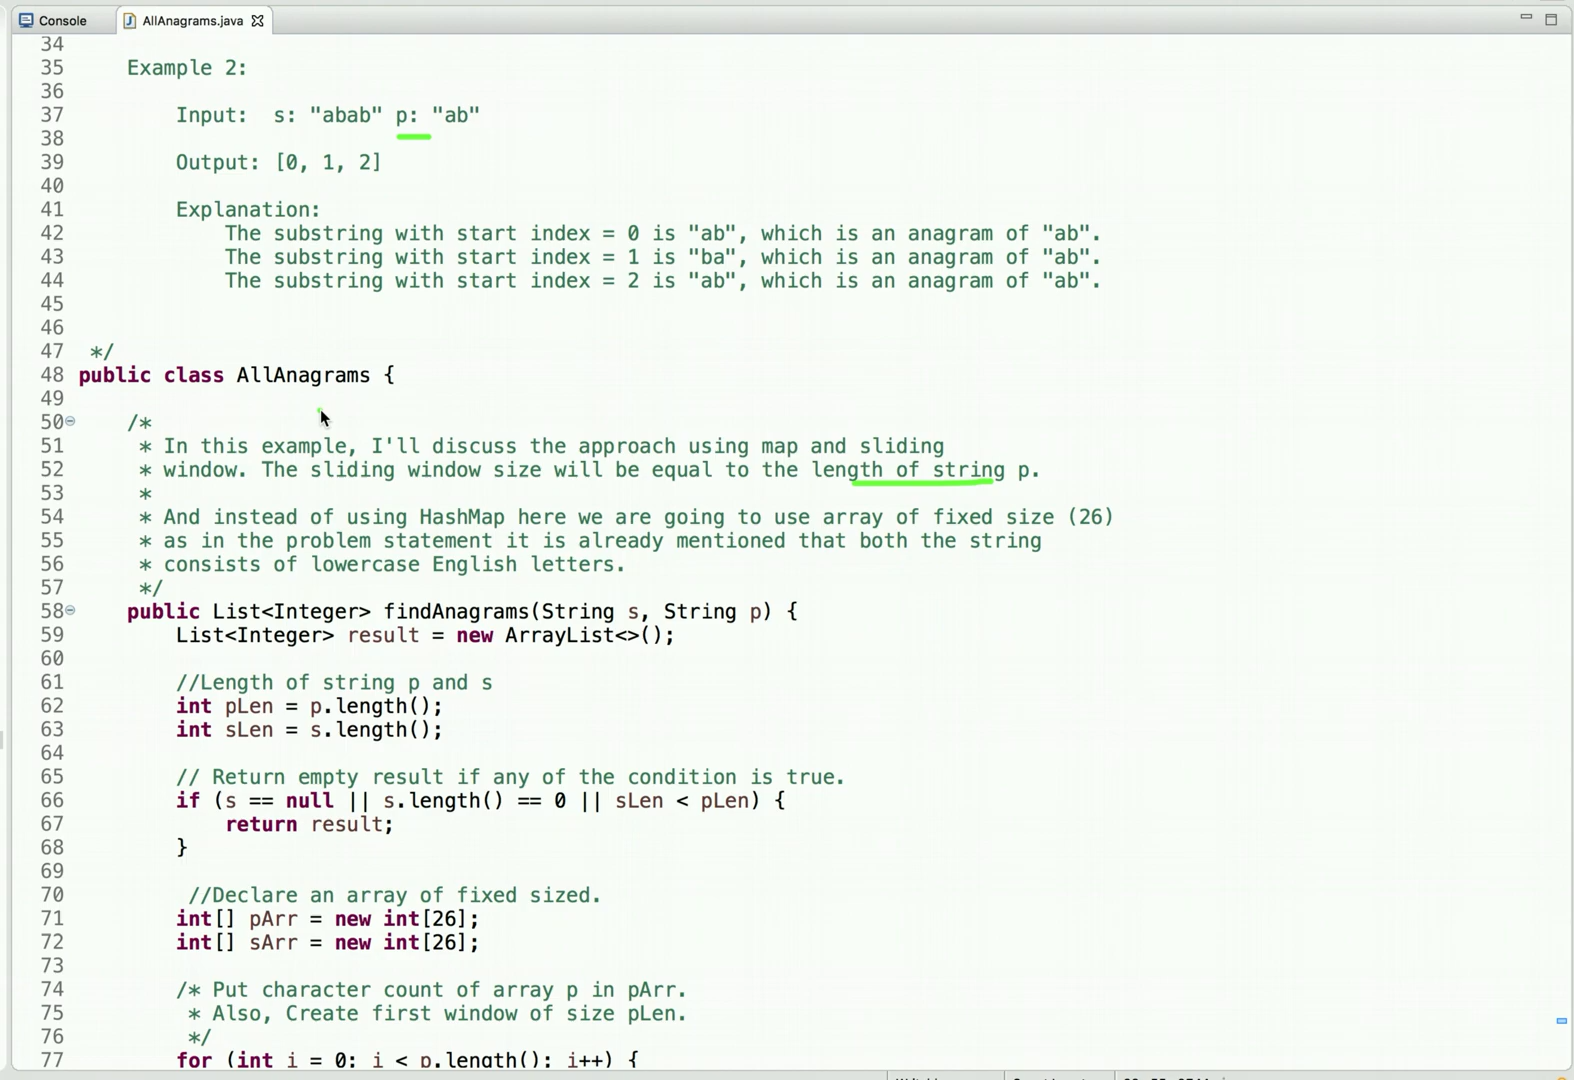 Console AllAnagrams.java
34
35 Example 2:
36
37 Input: s: "abab" p: "ab"
38
39 Output: [0, 1, 2]
40
41 Explanation:
42 The substring with start index = 0 is "ab", which is an anagram of "ab".
43 The substring with start index = 1 is "ba", which is an anagram of "ab".
44 The substring with start index = 2 is "ab", which is an anagram of "ab".
45
46
47 */
48 public class AllAnagrams {
49
50 /*
51 * In this example, I'll discuss the approach using map and sliding
52 * window. The sliding window size will be equal to the length of string p.
53 *
54 * And instead of using HashMap here we are going to use array of fixed size (26)
55 * as in the problem statement it is already mentioned that both the string
56 * consists of lowercase English letters.
57 */
58 public List<Integer> findAnagrams(String s, String p) {
59 List<Integer> result = new ArrayList<>();
60
61 //Length of string p and s
62 int pLen = p.length();
63 int sLen = s.length();
64
65 // Return empty result if any of the condition is true.
66 if (s == null || s.length() == 0 || sLen < pLen) {
67 return result;
68 }
69
70 //Declare an array of fixed sized.
71 int[] pArr = new int[26];
72 int[] sArr = new int[26];
73
74 /* Put character count of array p in pArr.
75 * Also, Create first window of size pLen.
76 */
77 for (int i = 0; i < p.length(); i++) {